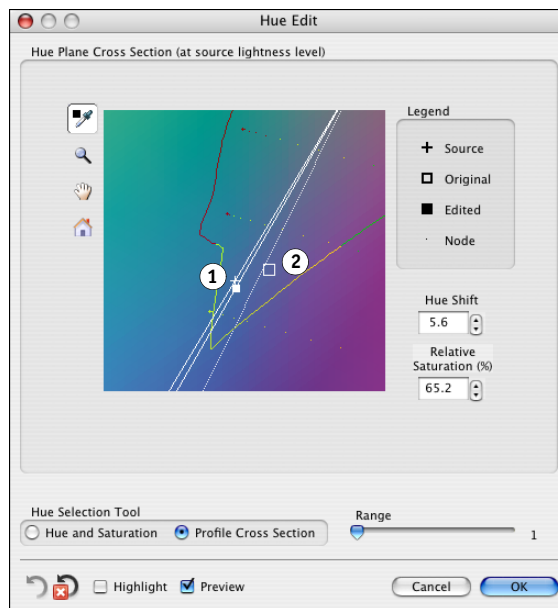 Hue Edit
Hue Plane Cross Section (at source lightness level)
Legend
Source
Original
Edited
Node
1
2
Hue Shift
5.6
Relative
Saturation (%)
65.2
Hue Selection Tool
Hue and Saturation Profile Cross Section
Range
1
Highlight Preview
Cancel OK